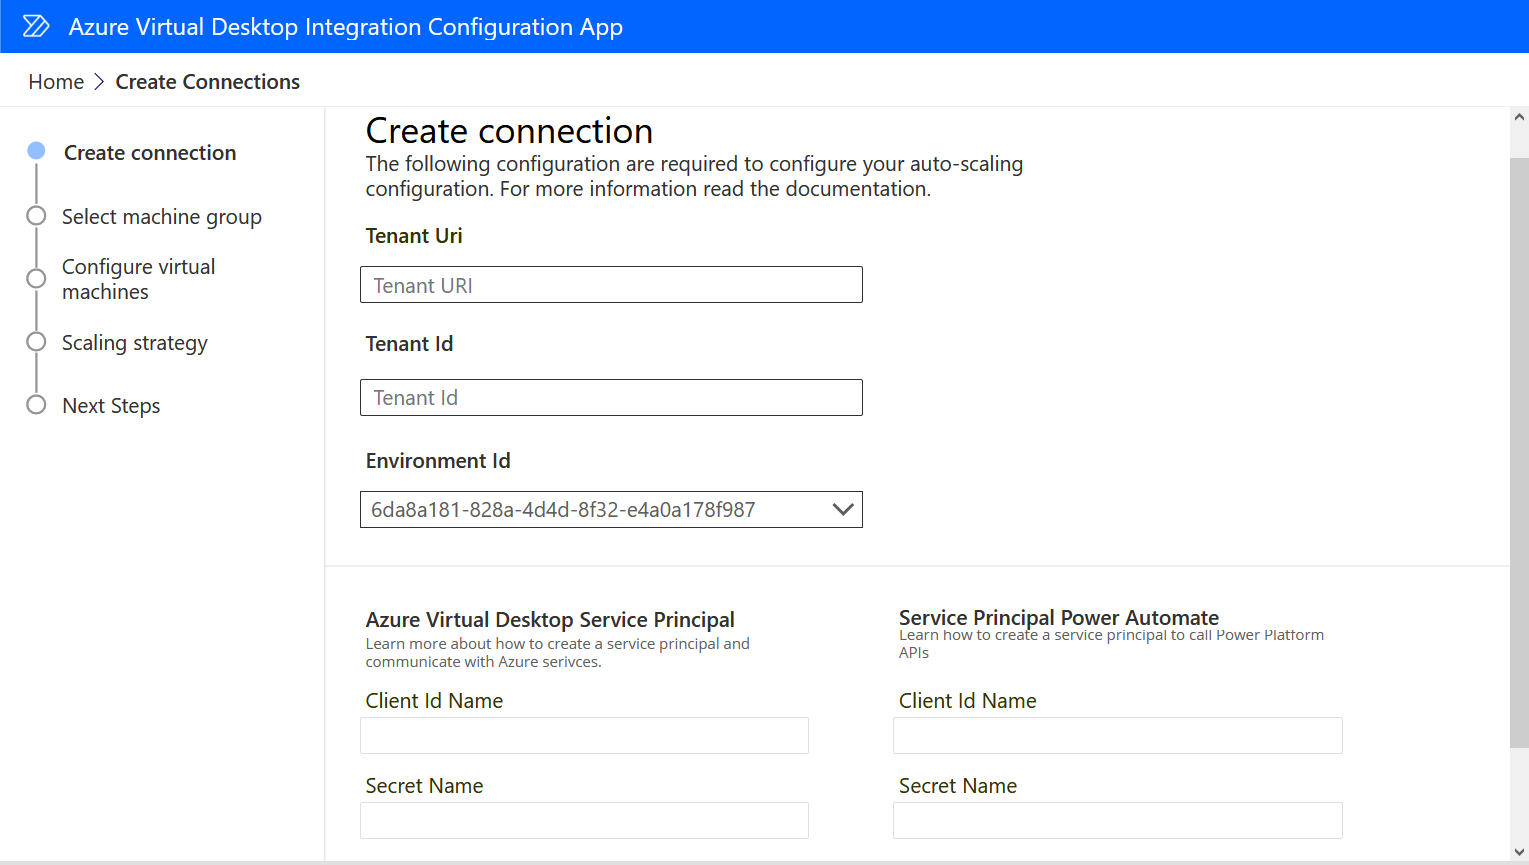 Azure Virtual Desktop Integration Configuration App
Home > Create Connections
Create connection
Select machine group
Configure virtual
machines
Scaling strategy
Next Steps
Create connection
The following configuration are required to configure your auto-scaling
configuration. For more information read the documentation.
Tenant Uri
Tenant URI
Tenant Id
Tenant Id
Environment Id
6da8a181-828a-4d4d-8f32-e4a0a178f987
Azure Virtual Desktop Service Principal
Learn more about how to create a service principal and
communicate with Azure serivces.
Client Id Name
Secret Name
Service Principal Power Automate
Learn how to create a service principal to call Power Platform
APIs
Client Id Name
Secret Name